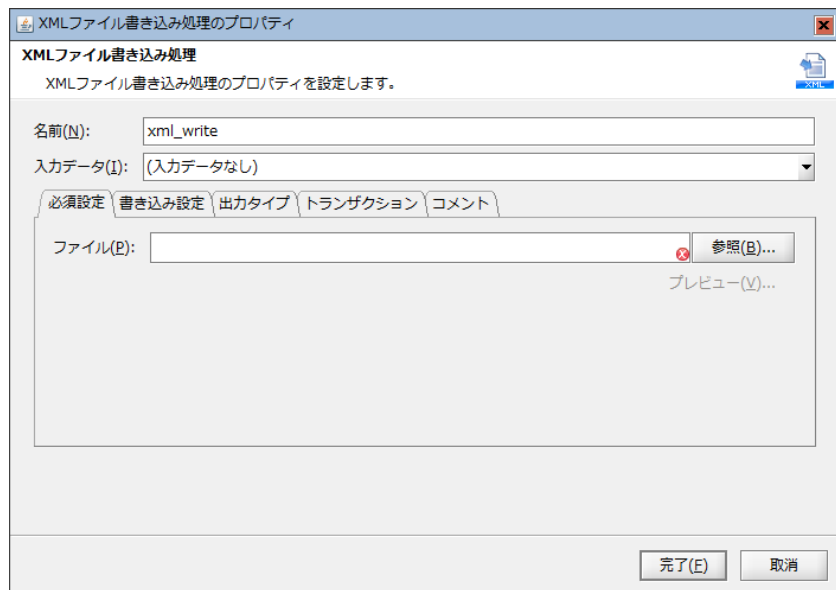 XMLファイル書き込み処理のプロパティ
XMLファイル書き込み処理
XMLファイル書き込み処理のプロパティを設定します。
XML
名前(N): xml_write
入力データ(I): (入力データなし)
必須設定 書き込み設定 出力タイプ トランザクション コメント
ファイル(P): 参照(B)...
プレビュー(V)...
完了(F) 取消